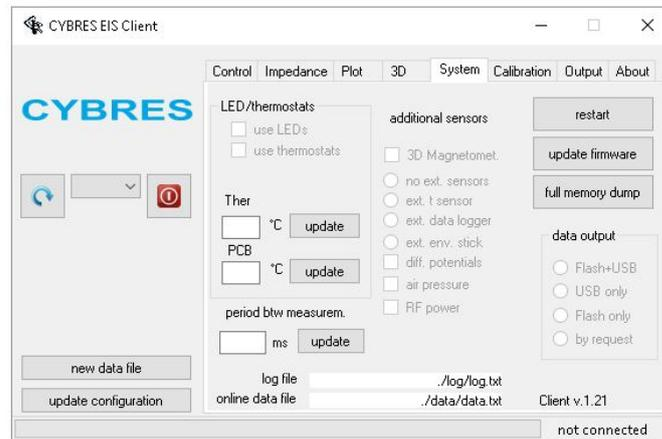 CYBRES EIS Client
Control Impedance Plot 3D System Calibration Output About
CYBRES
LED/thermostats
use LEDs
use thermostats
Ther
°C update
PCB
°C update
period btw measurem.
ms update
additional sensors
3D Magnetomet.
no ext. sensors
ext. t sensor
ext. data logger
ext. env. stick
diff. potentials
air pressure
RF power
restart
update firmware
full memory dump
data output
Flash+USB
USB only
Flash only
by request
new data file
update configuration
log file ./log/log.txt
online data file ./data/data.txt
Client v.1.21
not connected